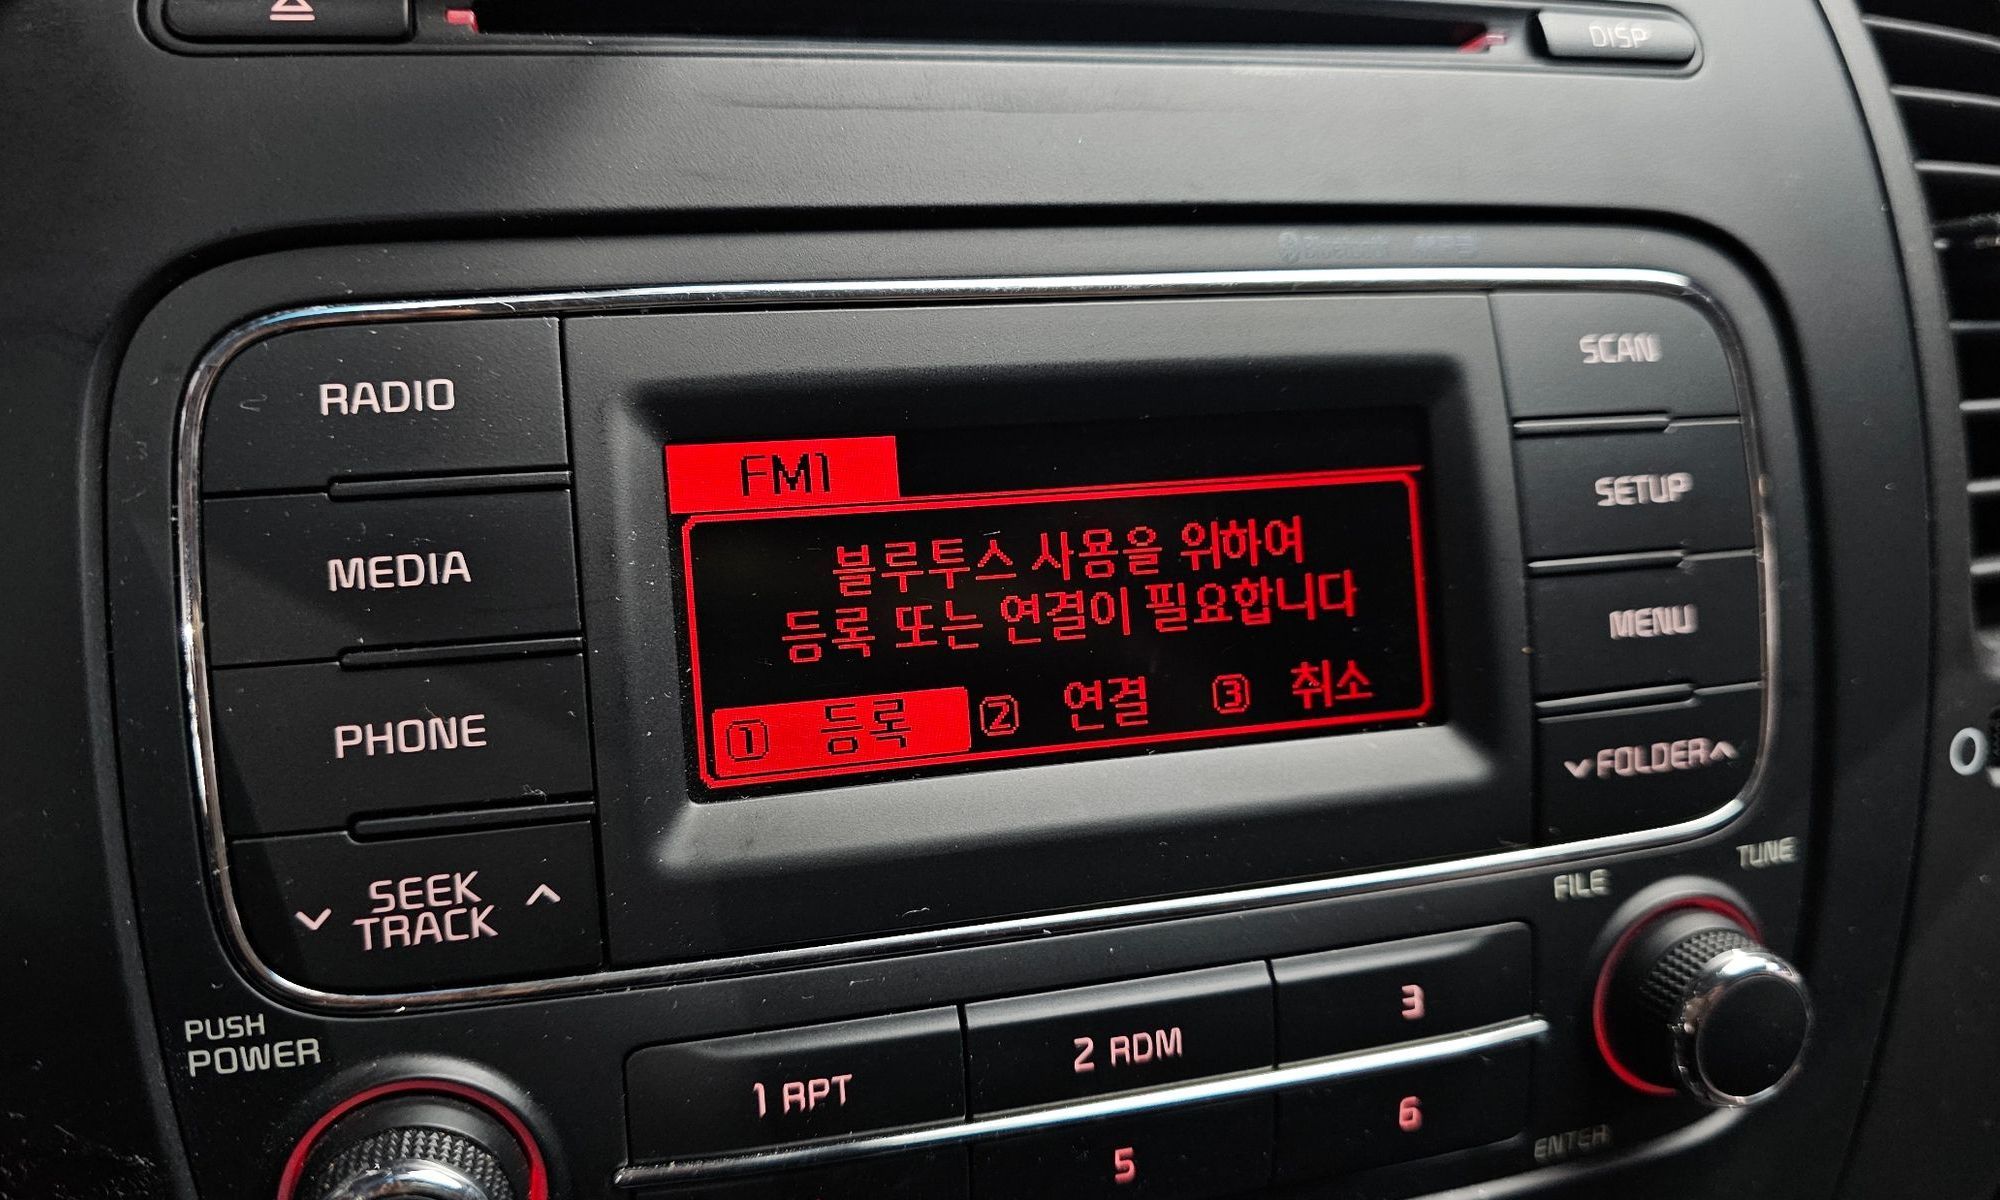 DISP
Bluetooth MP3
RADIO
MEDIA
PHONE
SEEK
TRACK
SCAN
SETUP
MENU
FOLDER
FM1
블루투스 사용을 위하여
등록 또는 연결이 필요합니다
1 등록 2 연결 3 취소
PUSH
POWER
1 RPT
2 RDM
3
5
6
FILE
TUNE
ENTER